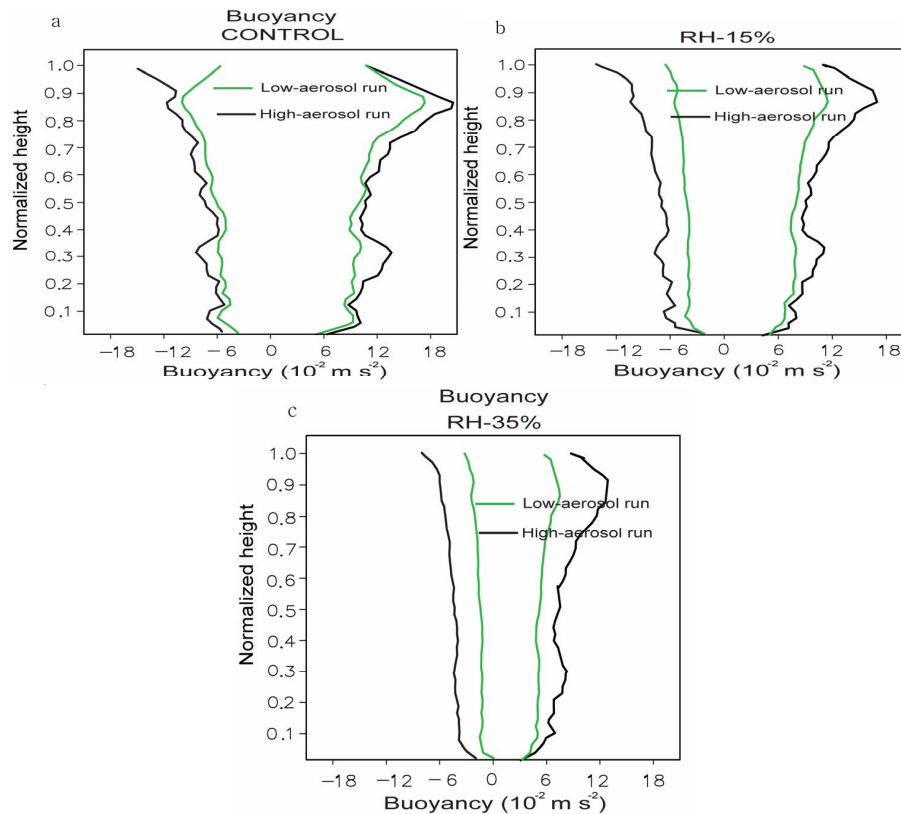 a
Buoyancy
CONTROL
Normalized height
1.0
0.9
0.8
0.7
0.6
0.5
0.4
0.3
0.2
0.1
Low-aerosol run
High-aerosol run
-18 -12 -6 0 6 12 18
Buoyancy (10⁻² m s⁻²)
b
RH-15%
Normalized height
1.0
0.9
0.8
0.7
0.6
0.5
0.4
0.3
0.2
0.1
Low-aerosol run
High-aerosol run
-18 -12 -6 0 6 12 18
Buoyancy (10⁻² m s⁻²)
c
Buoyancy
RH-35%
Normalized height
1.0
0.9
0.8
0.7
0.6
0.5
0.4
0.3
0.2
0.1
Low-aerosol run
High-aerosol run
-18 -12 -6 0 6 12 18
Buoyancy (10⁻² m s⁻²)